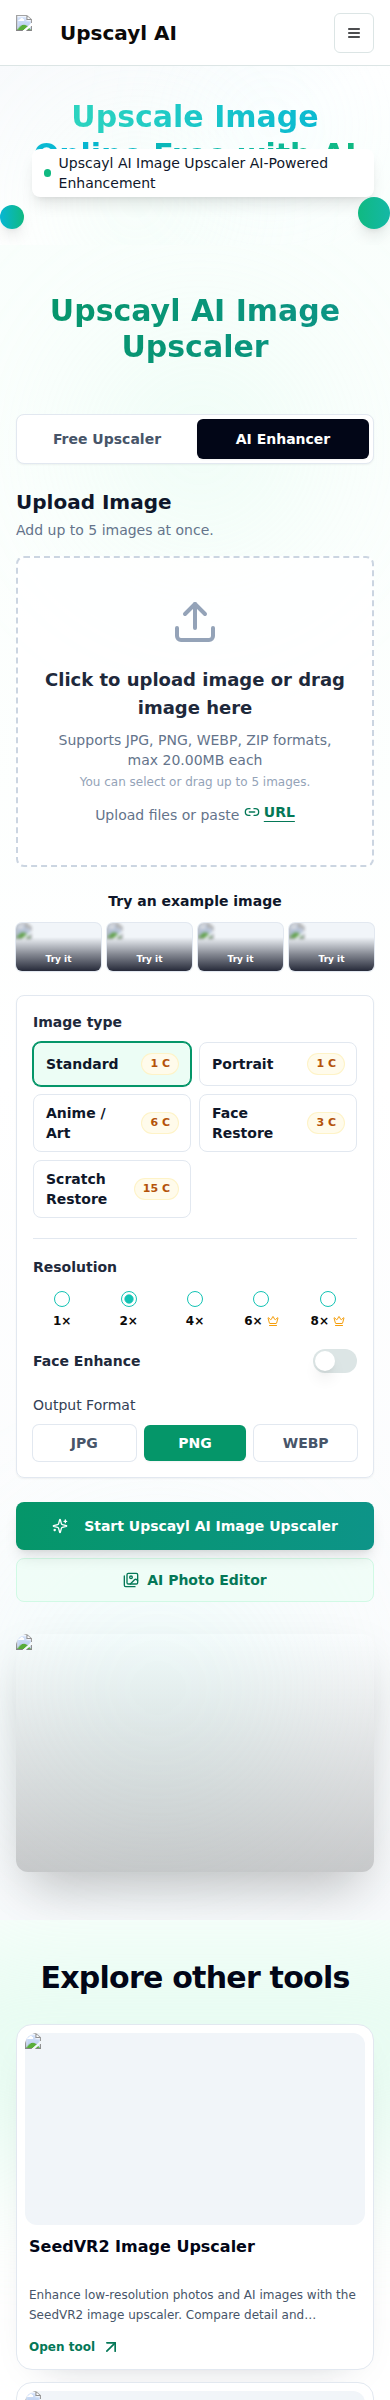 Upscayl AI
Upscale Image
Online Free with AI
Upscayl AI Image Upscaler AI-Powered
Enhancement
Upscayl AI Image
Upscaler
Free Upscaler
AI Enhancer
Upload Image
Add up to 5 images at once.
Click to upload image or drag
image here
Supports JPG, PNG, WEBP, ZIP formats,
max 20.00MB each
You can select or drag up to 5 images.
Upload files or paste URL
Try an example image
Try it Try it Try it Try it
Image type
Standard 1 C
Portrait 1 C
Anime /
Art 6 C
Face
Restore 3 C
Scratch
Restore 15 C
Resolution
1× 2× 4× 6× 8×
Face Enhance
Output Format
JPG PNG WEBP
Start Upscayl AI Image Upscaler
AI Photo Editor
Explore other tools
SeedVR2 Image Upscaler
Enhance low-resolution photos and AI images with the
SeedVR2 image upscaler. Compare detail and…
Open tool